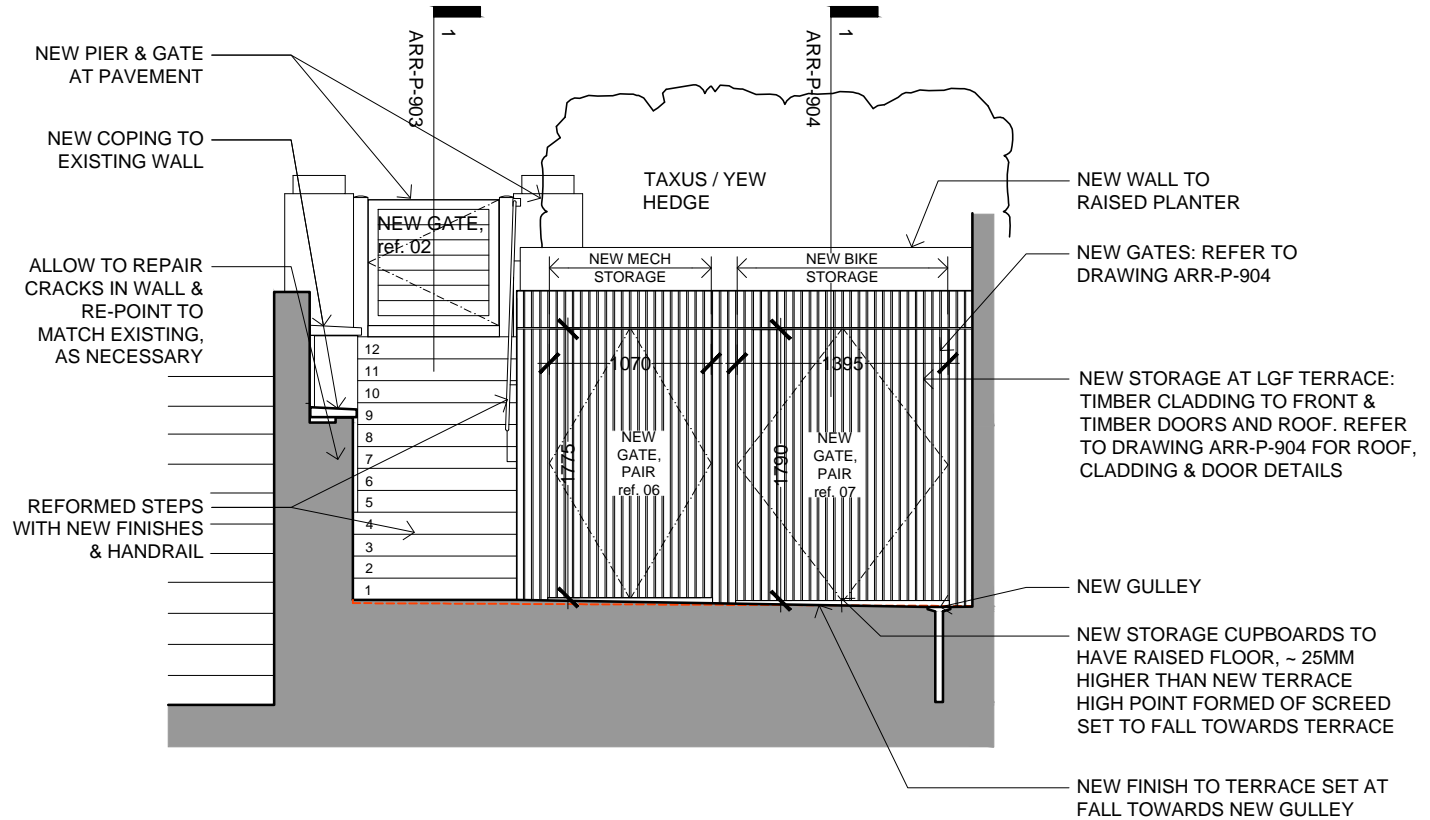 1
ARR-P-903
1
ARR-P-904
NEW PIER & GATE
AT PAVEMENT
NEW COPING TO
EXISTING WALL
ALLOW TO REPAIR
CRACKS IN WALL &
RE-POINT TO
MATCH EXISTING,
AS NECESSARY
REFORMED STEPS
WITH NEW FINISHES
& HANDRAIL
NEW GATE,
ref. 02
TAXUS / YEW
HEDGE
NEW MECH
STORAGE
NEW BIKE
STORAGE
12
11
10
9
8
7
6
5
4
3
2
1
1070
1395
1775
NEW
GATE,
PAIR
ref. 06
1790
NEW
GATE,
PAIR
ref. 07
NEW WALL TO
RAISED PLANTER
NEW GATES: REFER TO
DRAWING ARR-P-904
NEW STORAGE AT LGF TERRACE:
TIMBER CLADDING TO FRONT &
TIMBER DOORS AND ROOF. REFER
TO DRAWING ARR-P-904 FOR ROOF,
CLADDING & DOOR DETAILS
NEW GULLEY
NEW STORAGE CUPBOARDS TO
HAVE RAISED FLOOR, ~ 25MM
HIGHER THAN NEW TERRACE
HIGH POINT FORMED OF SCREED
SET TO FALL TOWARDS TERRACE
NEW FINISH TO TERRACE SET AT
FALL TOWARDS NEW GULLEY